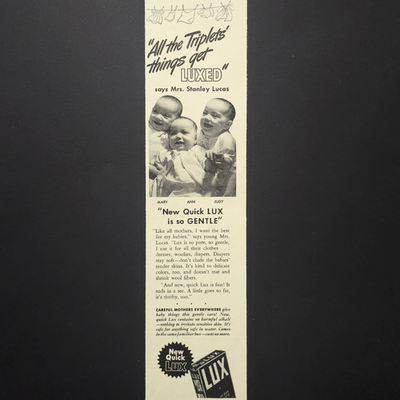 "All the Triplets'
things get
LUXED"
says Mrs. Stanley Lucas
MARY ANN JUDY
"New Quick LUX
is so GENTLE"
"Like all mothers, I want the best
for my babies," says young Mrs.
Lucas. "Lux is so pure, so gentle,
I use it for all their clothes . . .
dresses, woolies, diapers. Diapers
stay soft—don't chafe the babies'
tender skins. It's kind to delicate
colors, too, and doesn't mat and
shrink wool fibers.
"And now, quick Lux is fast! It
suds in a sec. A little goes so far,
it's thrifty, too."
CAREFUL MOTHERS EVERYWHERE give
baby things this gentle care! New,
quick Lux contains no harmful alkali
—nothing to irritate sensitive skin. It's
safe for anything safe in water. Comes
in the same familiar box—costs no more.
New
Quick
LUX
LUX